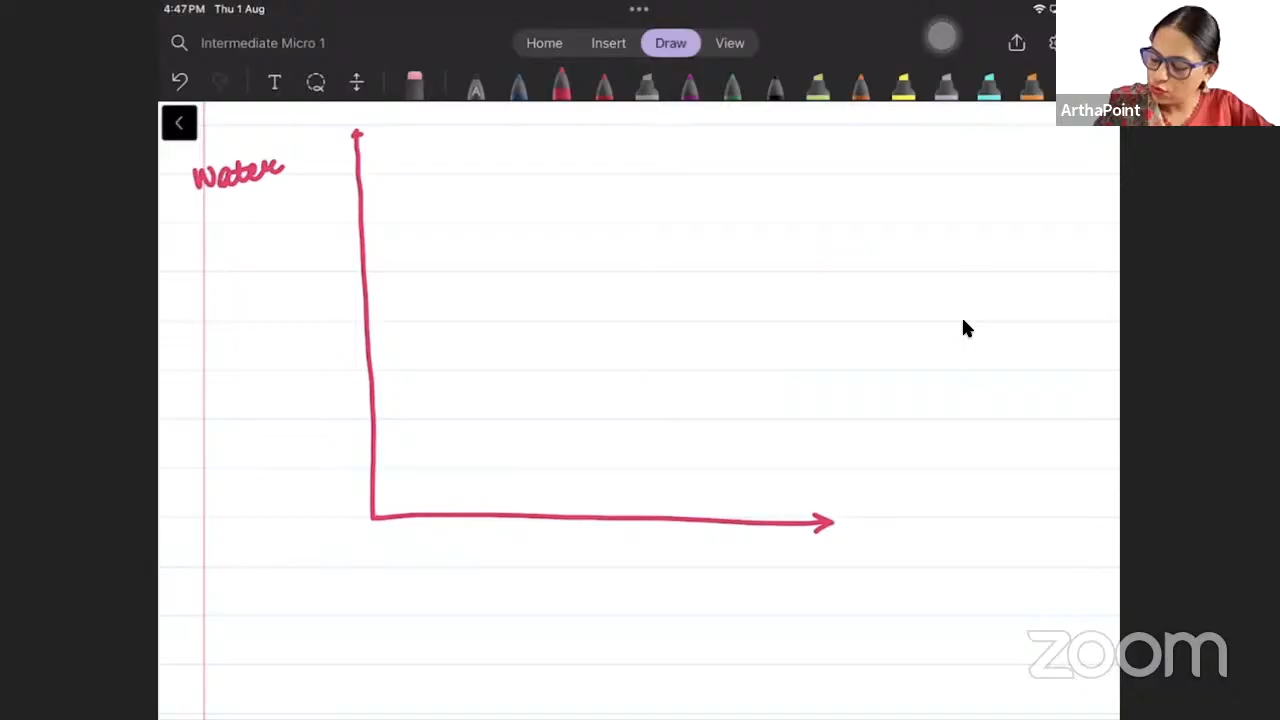 4:47 PM Thu 1 Aug
Intermediate Micro 1
Home Insert Draw View
T
A
ArthaPoint
Water
zoom